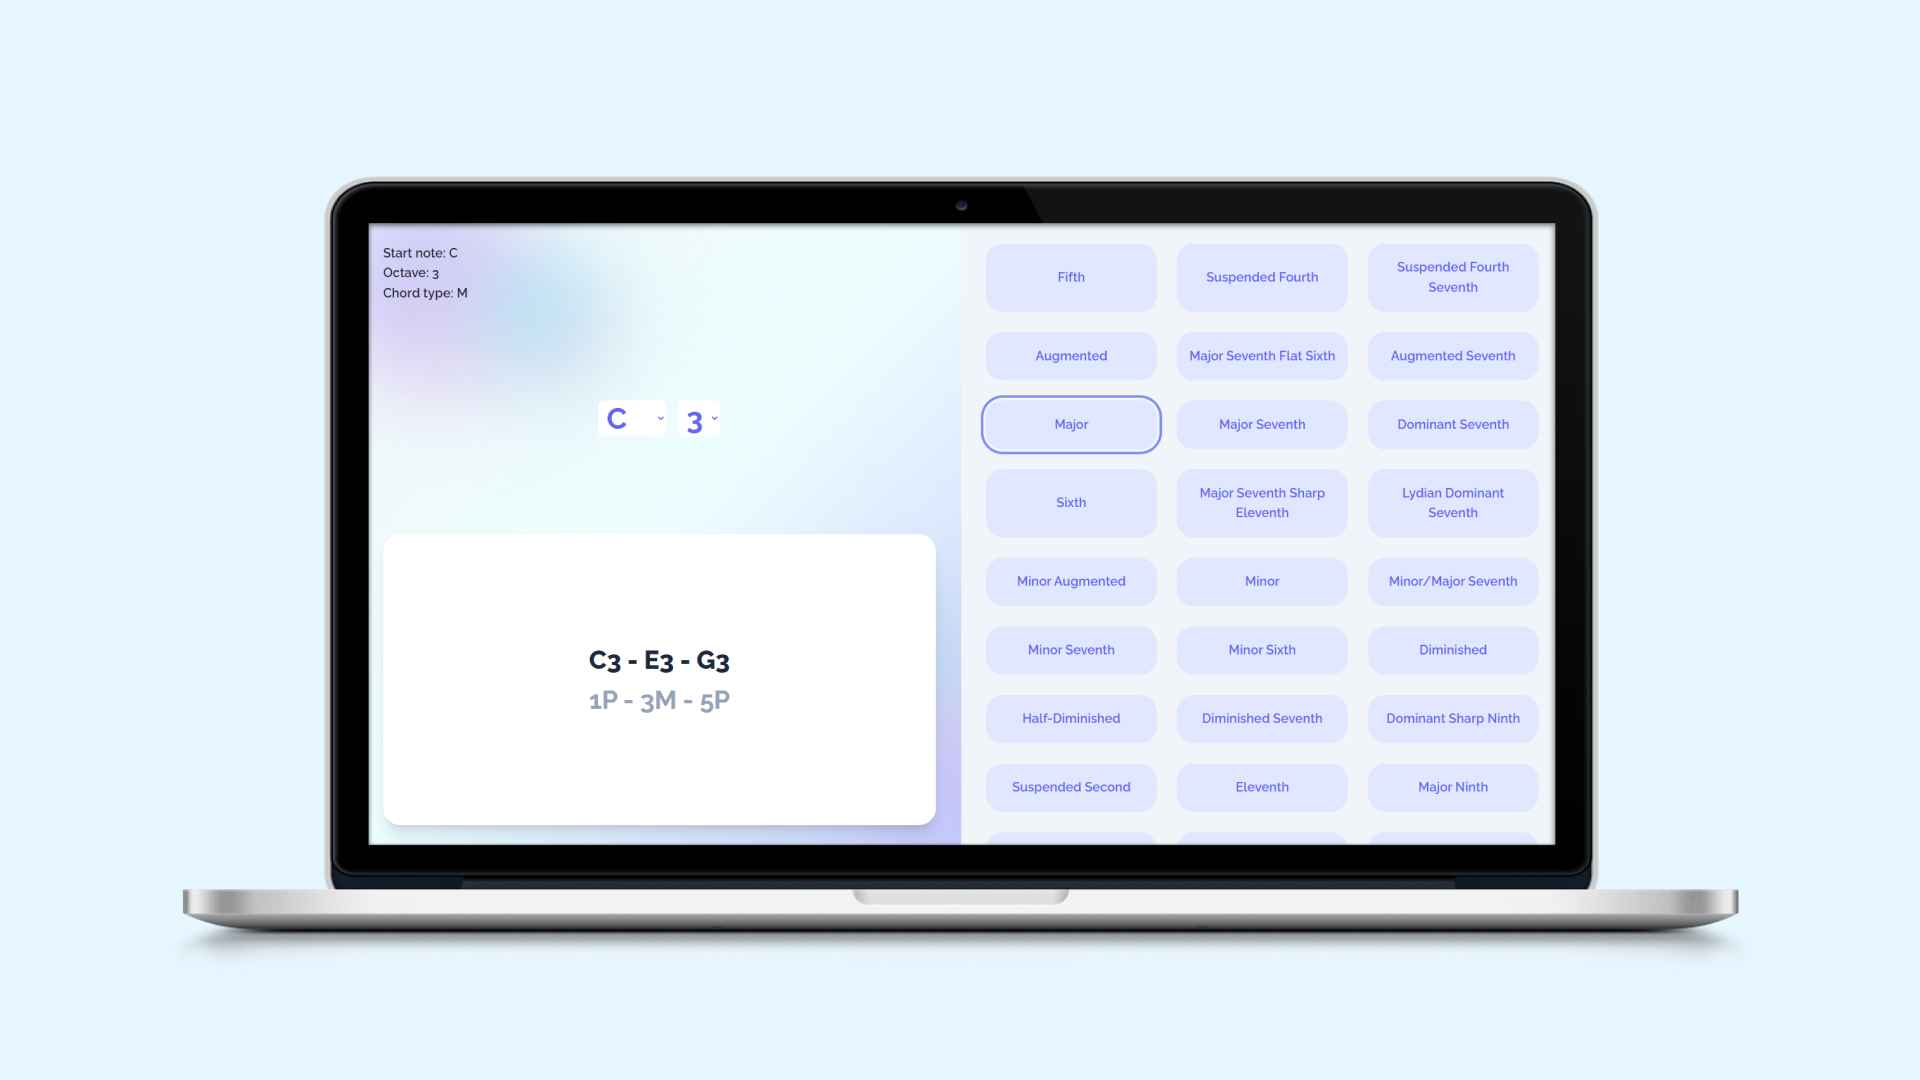 Start note: C
Octave: 3
Chord type: M
C 3
C3 - E3 - G3
1P - 3M - 5P
Fifth
Suspended Fourth
Suspended Fourth
Seventh
Augmented
Major Seventh Flat Sixth
Augmented Seventh
Major
Major Seventh
Dominant Seventh
Sixth
Major Seventh Sharp
Eleventh
Lydian Dominant
Seventh
Minor Augmented
Minor
Minor/Major Seventh
Minor Seventh
Minor Sixth
Diminished
Half-Diminished
Diminished Seventh
Dominant Sharp Ninth
Suspended Second
Eleventh
Major Ninth